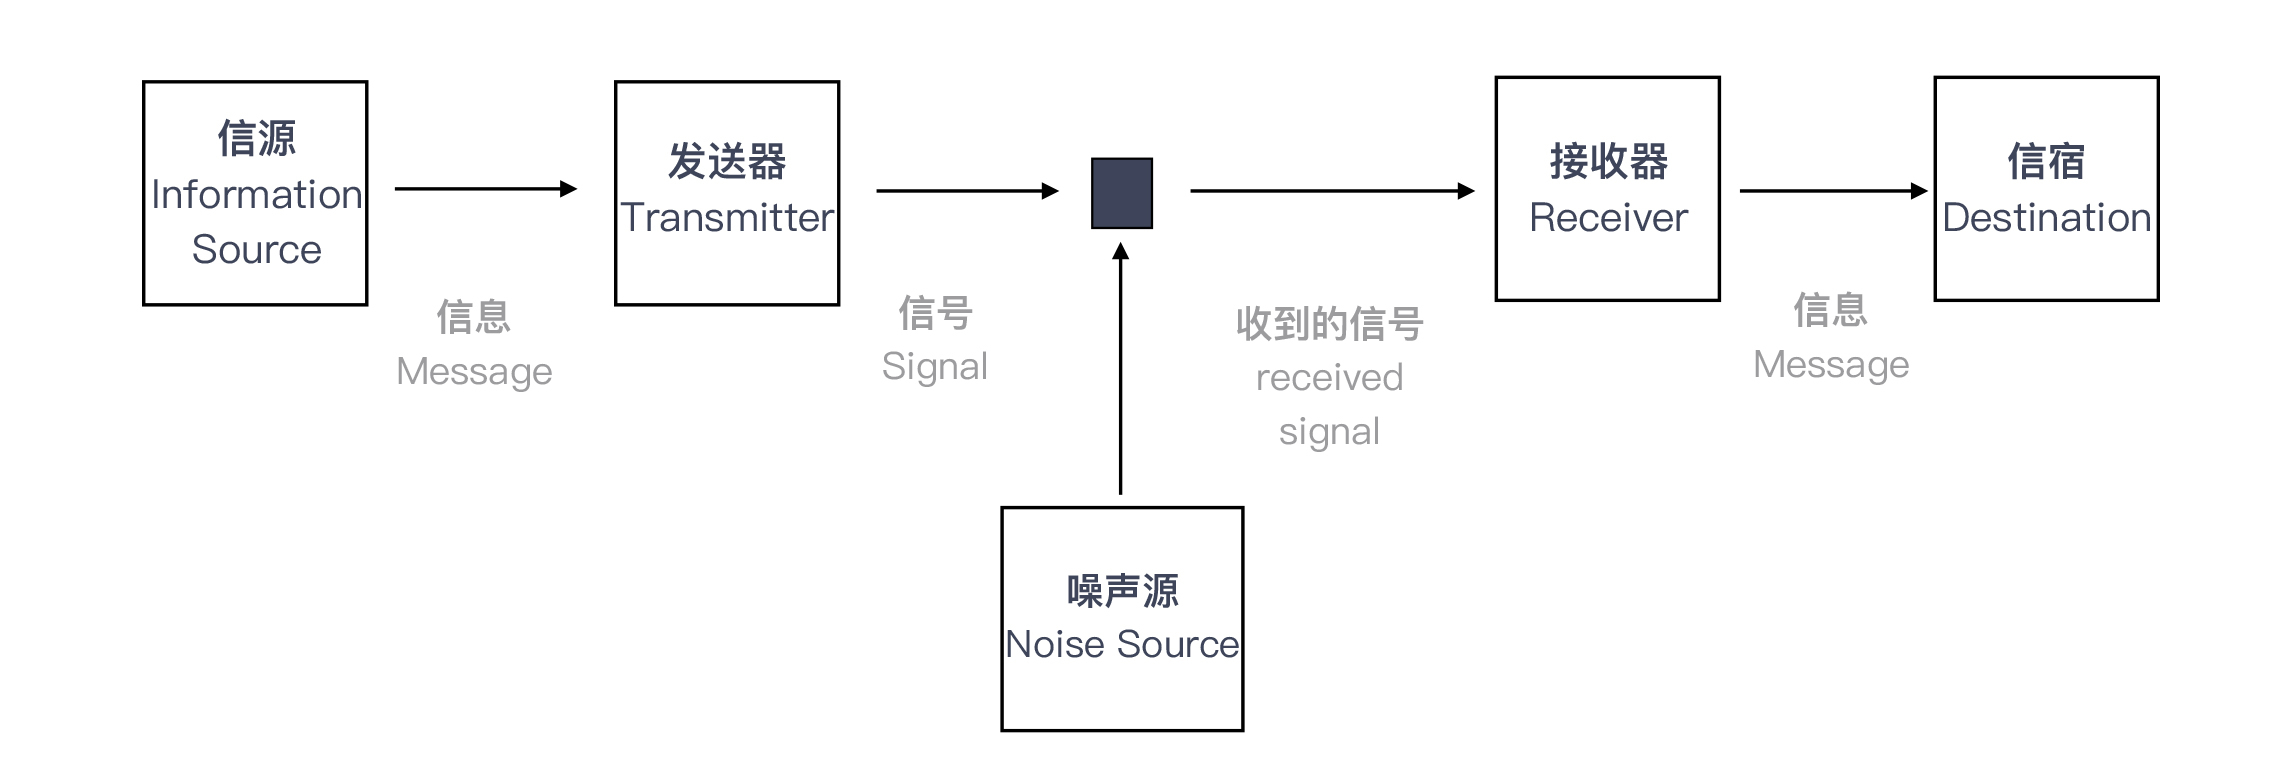 信源
Information
Source
信息
Message
发送器
Transmitter
信号
Signal
收到的信号
received
signal
接收器
Receiver
信息
Message
信宿
Destination
噪声源
Noise Source